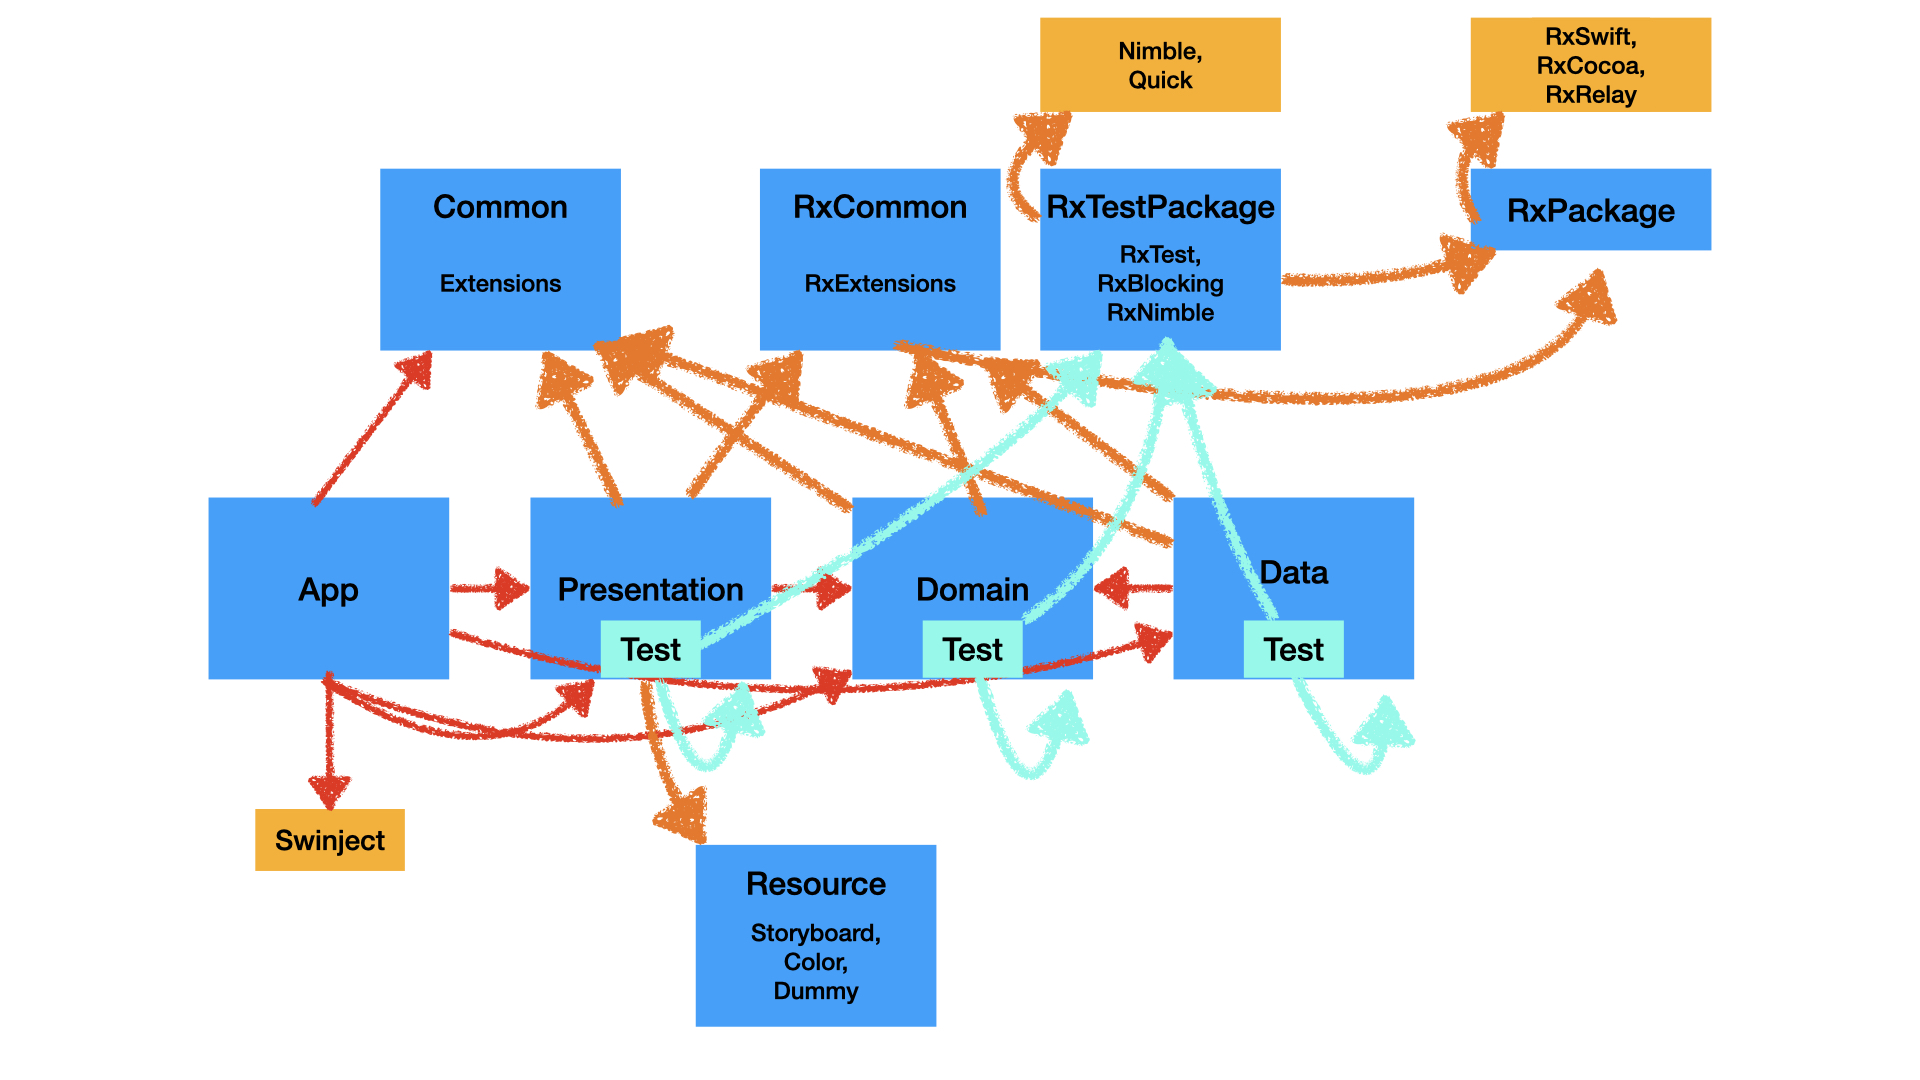 Nimble,
Quick
RxSwift,
RxCocoa,
RxRelay
Common
Extensions
RxCommon
RxExtensions
RxTestPackage
RxTest,
RxBlocking
RxNimble
RxPackage
App
Presentation
Test
Domain
Test
Data
Test
Swinject
Resource
Storyboard,
Color,
Dummy